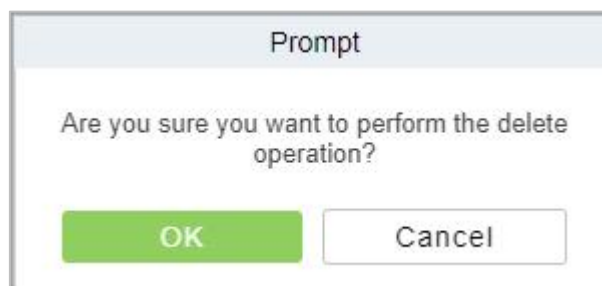 Prompt
Are you sure you want to perform the delete
operation?
OK
Cancel